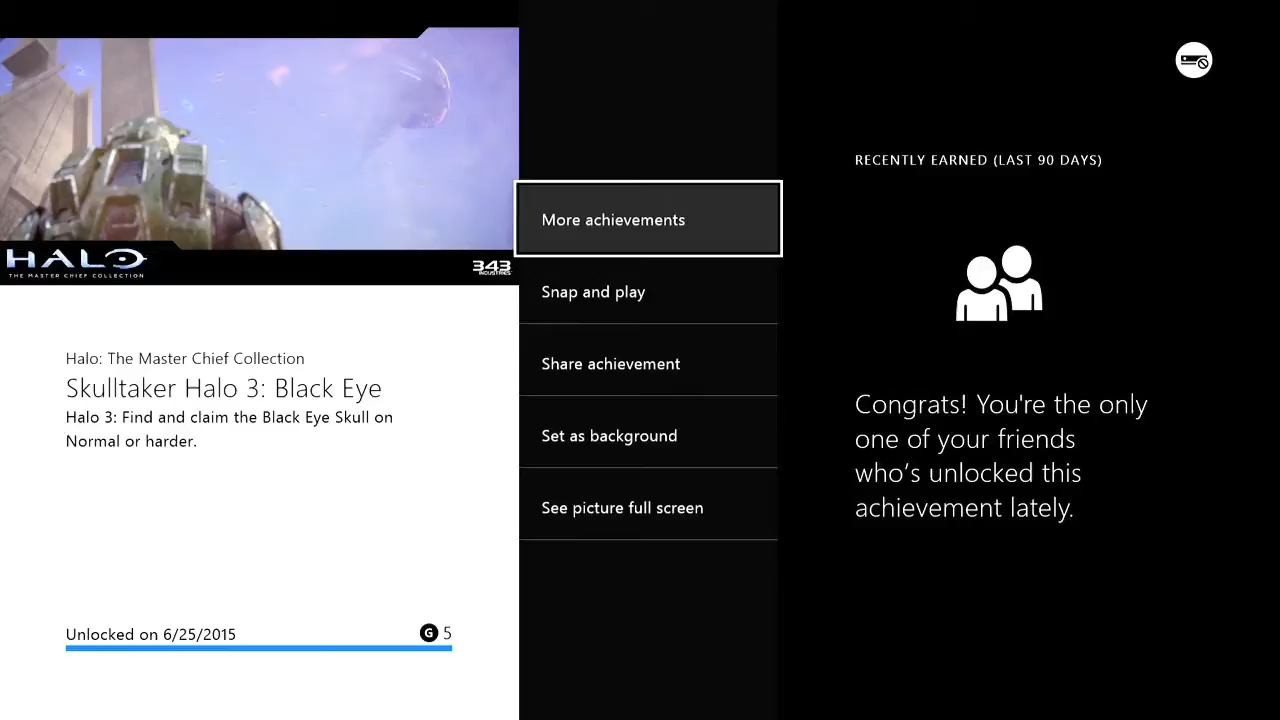 HALO
THE MASTER CHIEF COLLECTION
343
INDUSTRIES
Halo: The Master Chief Collection
Skulltaker Halo 3: Black Eye
Halo 3: Find and claim the Black Eye Skull on
Normal or harder.
Unlocked on 6/25/2015
G 5
More achievements
Snap and play
Share achievement
Set as background
See picture full screen
RECENTLY EARNED (LAST 90 DAYS)
Congrats! You're the only
one of your friends
who’s unlocked this
achievement lately.